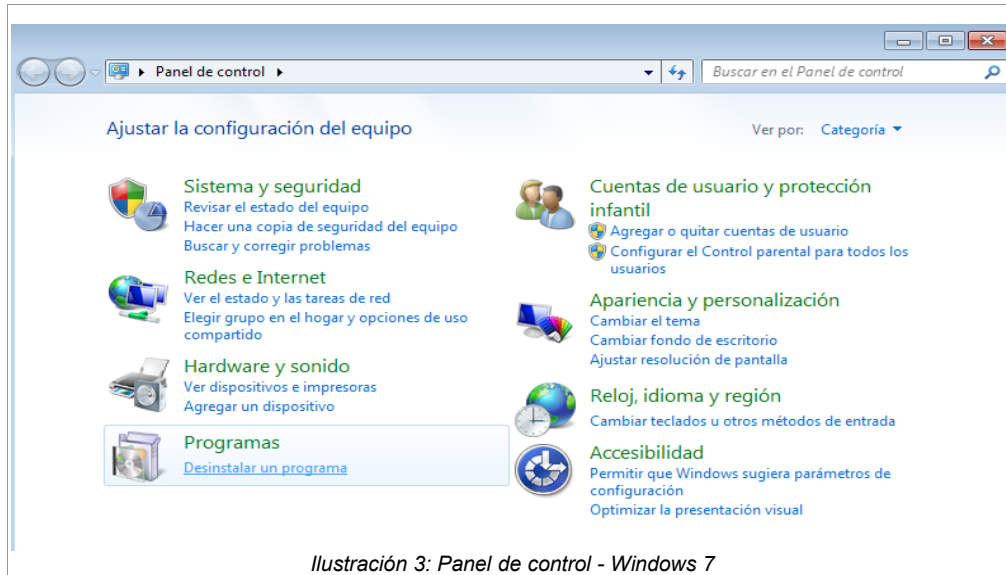 Panel de control
Buscar en el Panel de control
Ajustar la configuración del equipo
Ver por: Categoría
Sistema y seguridad
Revisar el estado del equipo
Hacer una copia de seguridad del equipo
Buscar y corregir problemas
Redes e Internet
Ver el estado y las tareas de red
Elegir grupo en el hogar y opciones de uso
compartido
Hardware y sonido
Ver dispositivos e impresoras
Agregar un dispositivo
Programas
Desinstalar un programa
Cuentas de usuario y protección
infantil
Agregar o quitar cuentas de usuario
Configurar el Control parental para todos los
usuarios
Apariencia y personalización
Cambiar el tema
Cambiar fondo de escritorio
Ajustar resolución de pantalla
Reloj, idioma y región
Cambiar teclados u otros métodos de entrada
Accesibilidad
Permitir que Windows sugiera parámetros de
configuración
Optimizar la presentación visual
Ilustración 3: Panel de control - Windows 7